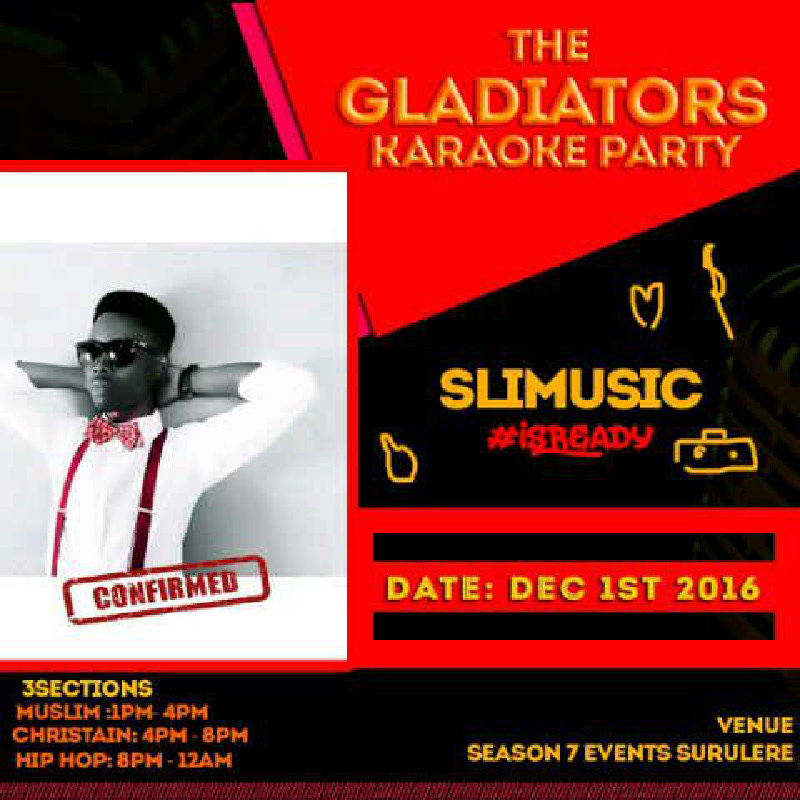 THE
GLADIATORS
KARAOKE PARTY
SLIMUSIC
#iSREADY
CONFIRMED
DATE: DEC 1ST 2016
3SECTIONS
MUSLIM :1PM- 4PM
CHRISTAIN: 4PM - 8PM
HIP HOP: 8PM - 12AM
VENUE
SEASON 7 EVENTS SURULERE